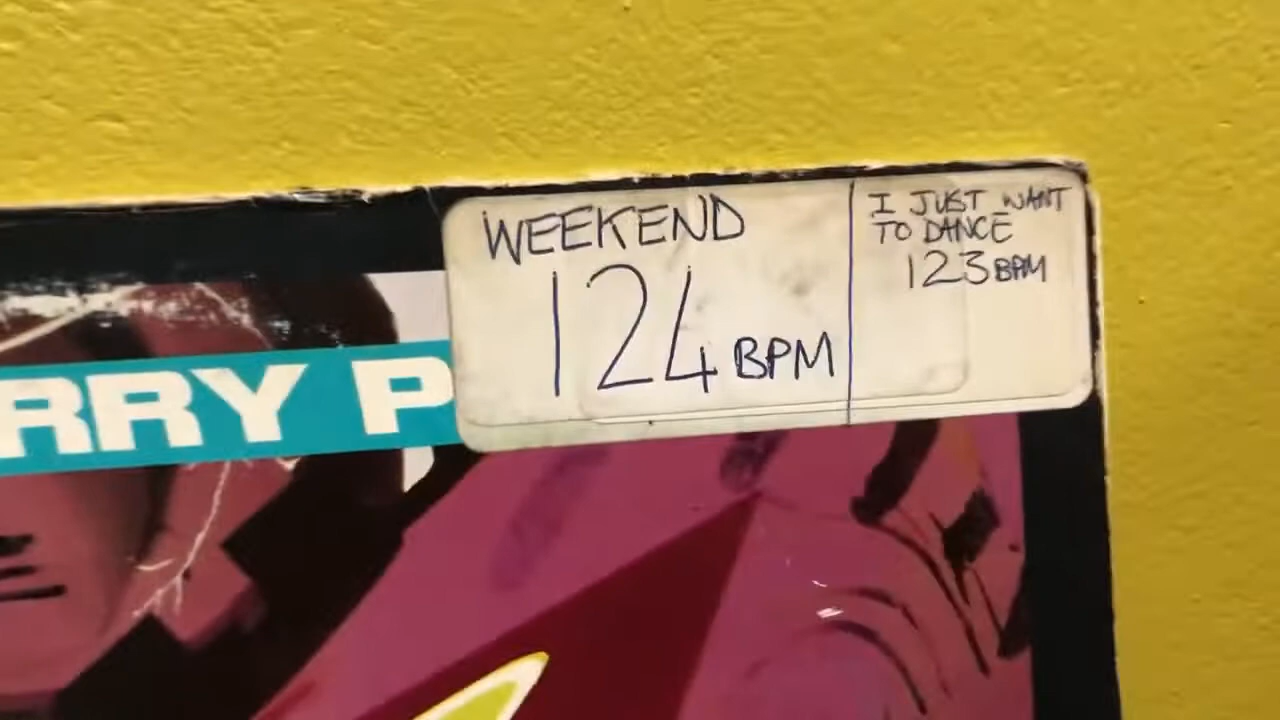 WEEKEND
124 BPM
I JUST WANT
TO DANCE
123 BPM
RRY P